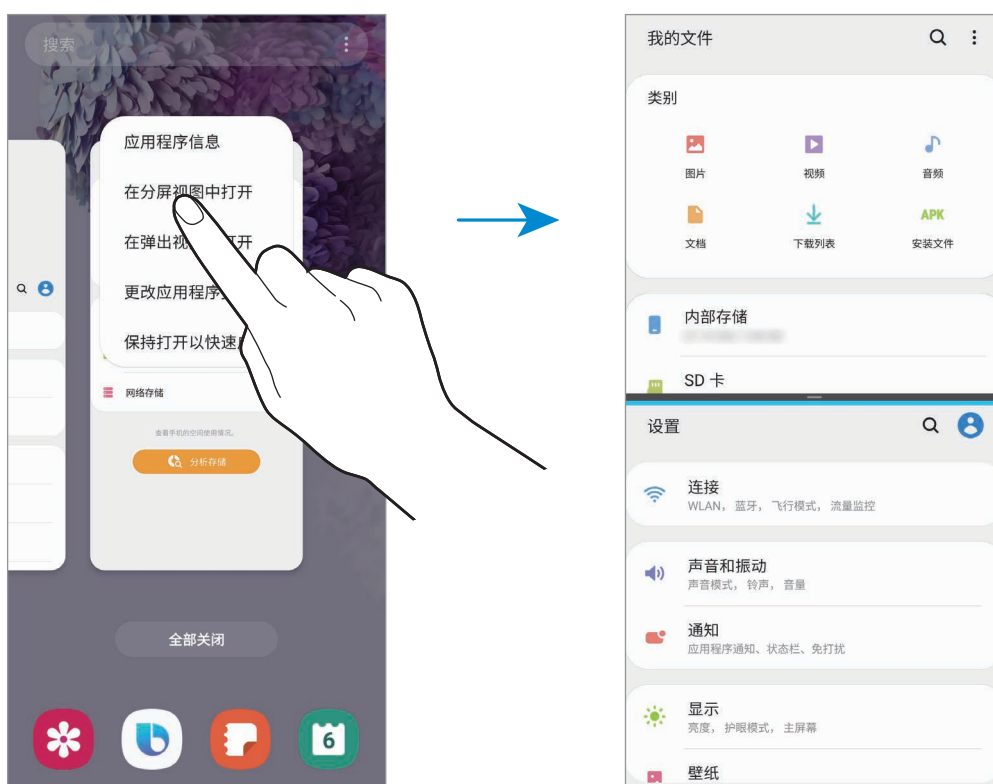 搜索
应用程序信息
在分屏视图中打开
在弹出视
打开
更改应用程序
保持打开以快速
网络存储
查看手机的空间使用情况。
分析存储
全部关闭
6
我的文件
类别
图片
视频
音频
APK
文档
下载列表
安装文件
内部存储
SD 卡
设置
连接
WLAN， 蓝牙， 飞行模式， 流量监控
声音和振动
声音模式， 铃声， 音量
通知
应用程序通知、状态栏、免打扰
显示
亮度， 护眼模式， 主屏幕
壁纸